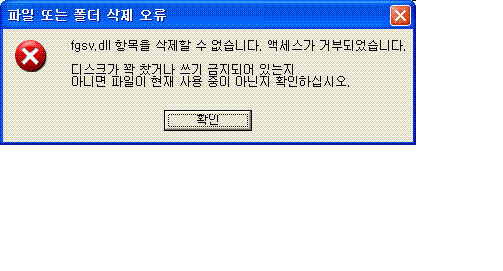 파일 또는 폴더 삭제 오류
fgsv.dll 항목을 삭제할 수 없습니다. 액세스가 거부되었습니다.
디스크가 꽉 찼거나 쓰기 금지되어 있는지
아니면 파일이 현재 사용 중이 아닌지 확인하십시오.
확인